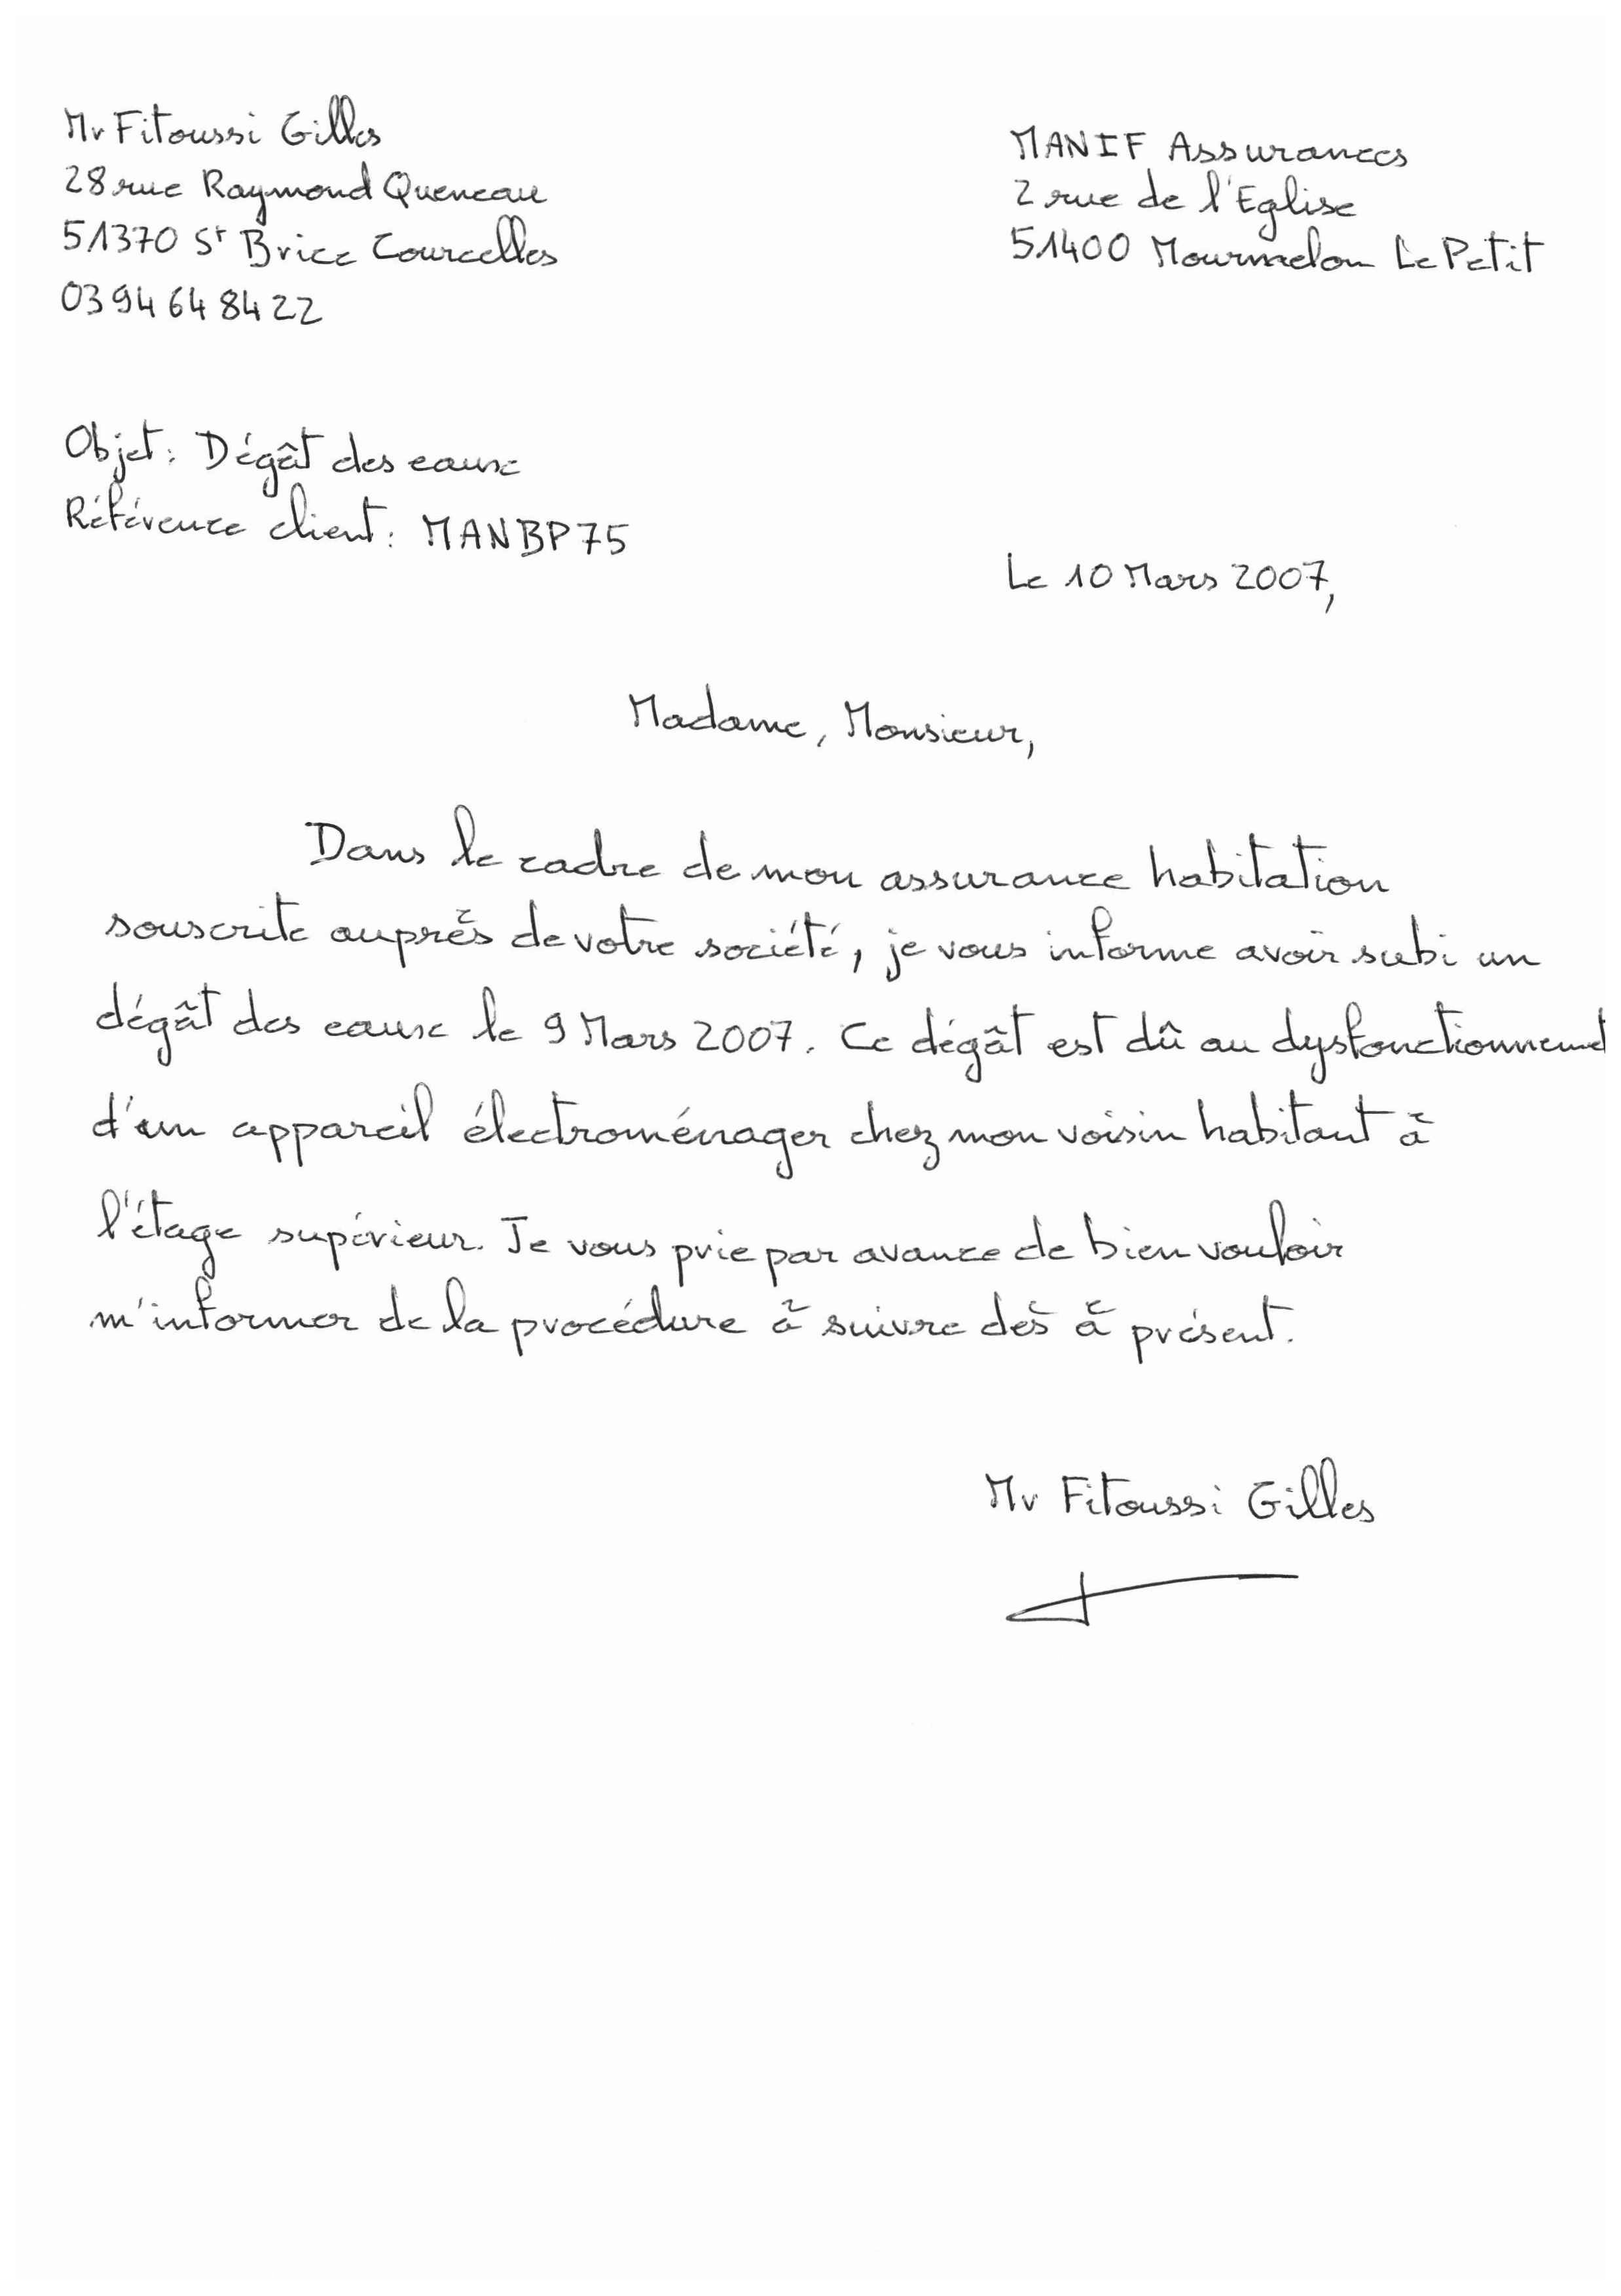 Mr Fitoussi Gilles
28 rue Raymond Queneau
51370 St Brice Courcelles
03 94 64 84 22
MANIF Assurances
2 rue de l'Eglise
51400 Mourmelon Le Petit
Objet : Dégât des eaux
Référence client : MANBP75
Le 10 Mars 2007,
Madame, Monsieur,
Dans le cadre de mon assurance habitation
souscrite auprès de votre société, je vous informe avoir subi un
dégât des eaux le 9 Mars 2007. Ce dégât est dû au dysfonctionnement
d'un appareil électroménager chez mon voisin habitant à
l'étage supérieur. Je vous prie par avance de bien vouloir
m'informer de la procédure à suivre dès à présent.
Mr Fitoussi Gilles